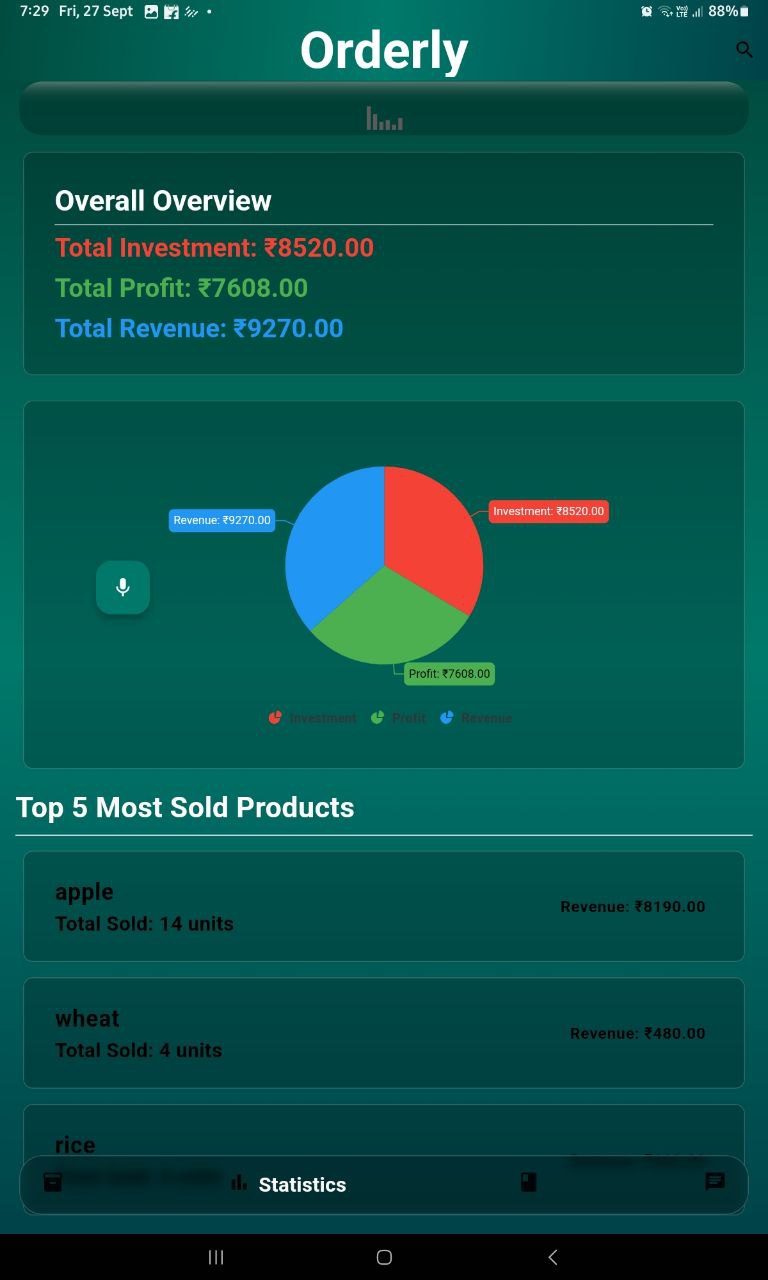 7:29 Fri, 27 Sept
88%
Orderly
Overall Overview
Total Investment: ₹8520.00
Total Profit: ₹7608.00
Total Revenue: ₹9270.00
Investment: ₹8520.00
Revenue: ₹9270.00
Profit: ₹7608.00
Investment Profit Revenue
Top 5 Most Sold Products
apple
Revenue: ₹8190.00
Total Sold: 14 units
wheat
Revenue: ₹480.00
Total Sold: 4 units
rice
Statistics